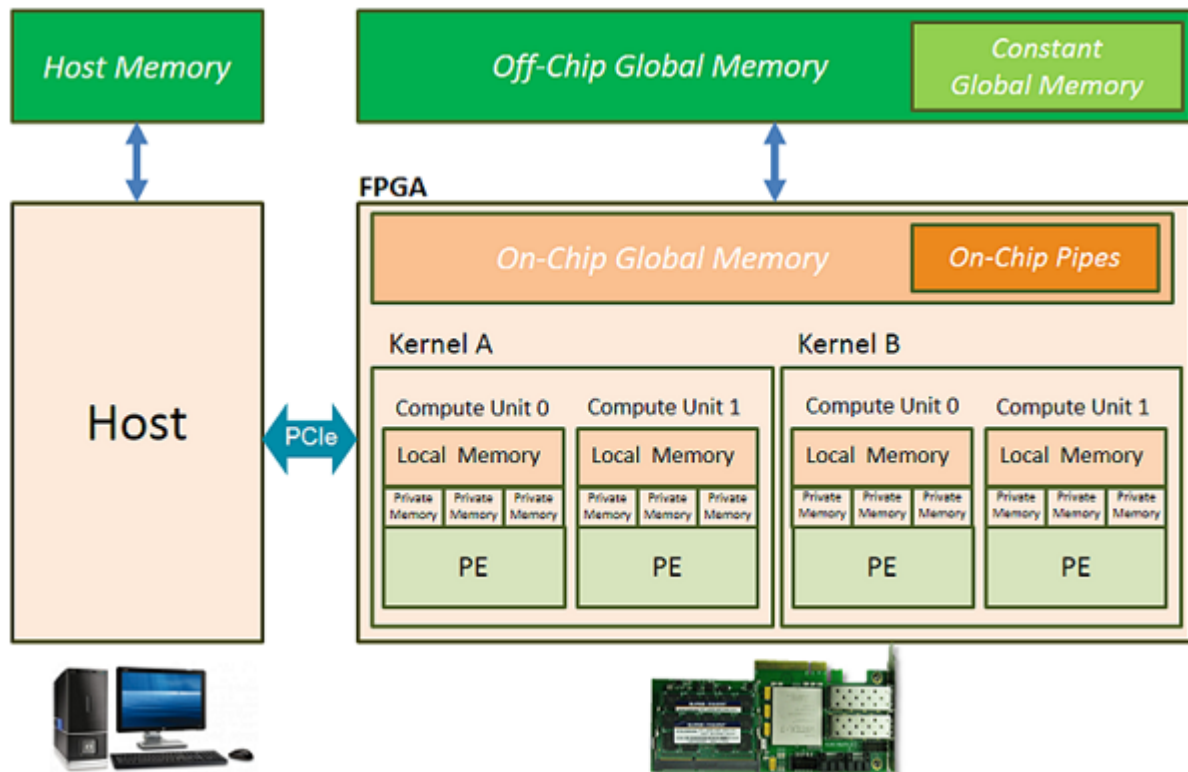 Host Memory
Off-Chip Global Memory
Constant
Global Memory
FPGA
On-Chip Global Memory
On-Chip Pipes
Kernel A
Kernel B
Host
PCIe
Compute Unit 0
Compute Unit 1
Compute Unit 0
Compute Unit 1
Local Memory
Local Memory
Local Memory
Local Memory
Private
Memory
Private
Memory
Private
Memory
Private
Memory
Private
Memory
Private
Memory
Private
Memory
Private
Memory
Private
Memory
Private
Memory
Private
Memory
Private
Memory
PE
PE
PE
PE